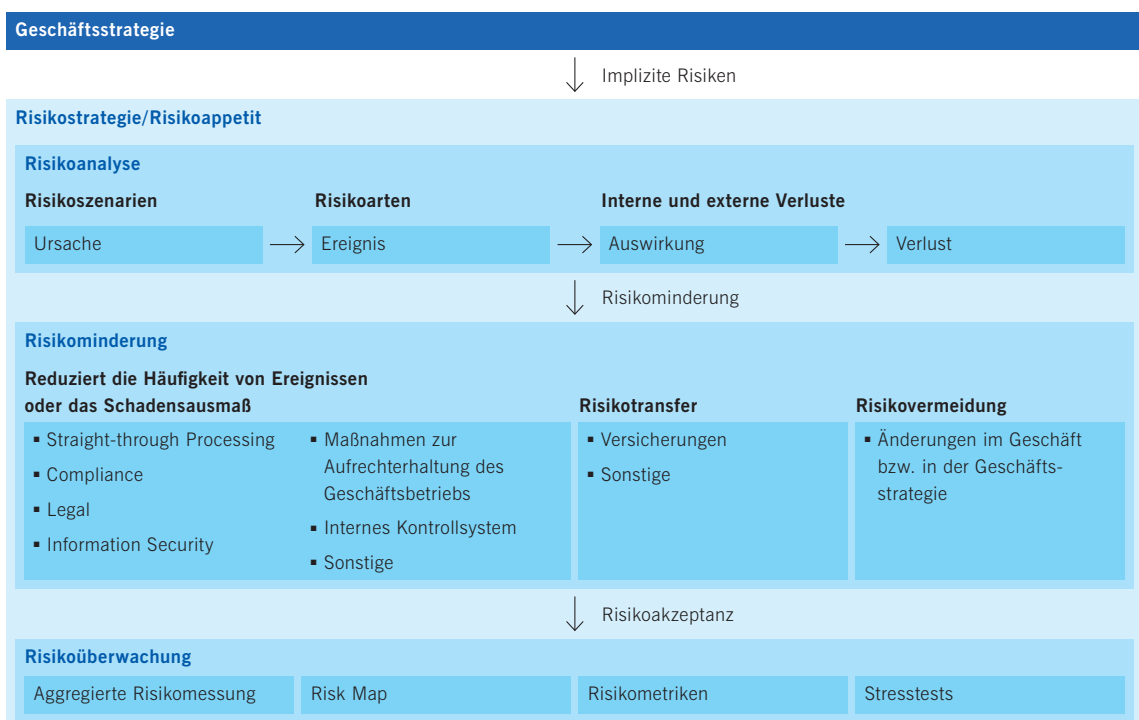 Geschäftsstrategie
Implizite Risiken
Risikostrategie/Risikoappetit
Risikoanalyse
Risikoszenarien
Risikoarten
Interne und externe Verluste
Ursache
Ereignis
Auswirkung
Verlust
Risikominderung
Risikominderung
Reduziert die Häufigkeit von Ereignissen
oder das Schadensausmaß
▪ Straight-through Processing
▪ Compliance
▪ Legal
▪ Information Security
▪ Maßnahmen zur
Aufrechterhaltung des
Geschäftsbetriebs
▪ Internes Kontrollsystem
▪ Sonstige
Risikotransfer
▪ Versicherungen
▪ Sonstige
Risikovermeidung
▪ Änderungen im Geschäft
bzw. in der Geschäfts-
strategie
Risikoakzeptanz
Risikoüberwachung
Aggregierte Risikomessung
Risk Map
Risikometriken
Stresstests